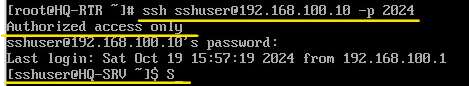 [root@HQ-RTR ~]# ssh sshuser@192.168.100.10 -p 2024
Authorized access only
sshuser@192.168.100.10's password:
Last login: Sat Oct 19 15:57:19 2024 from 192.168.100.1
[sshuser@HQ-SRV ~]$ S_